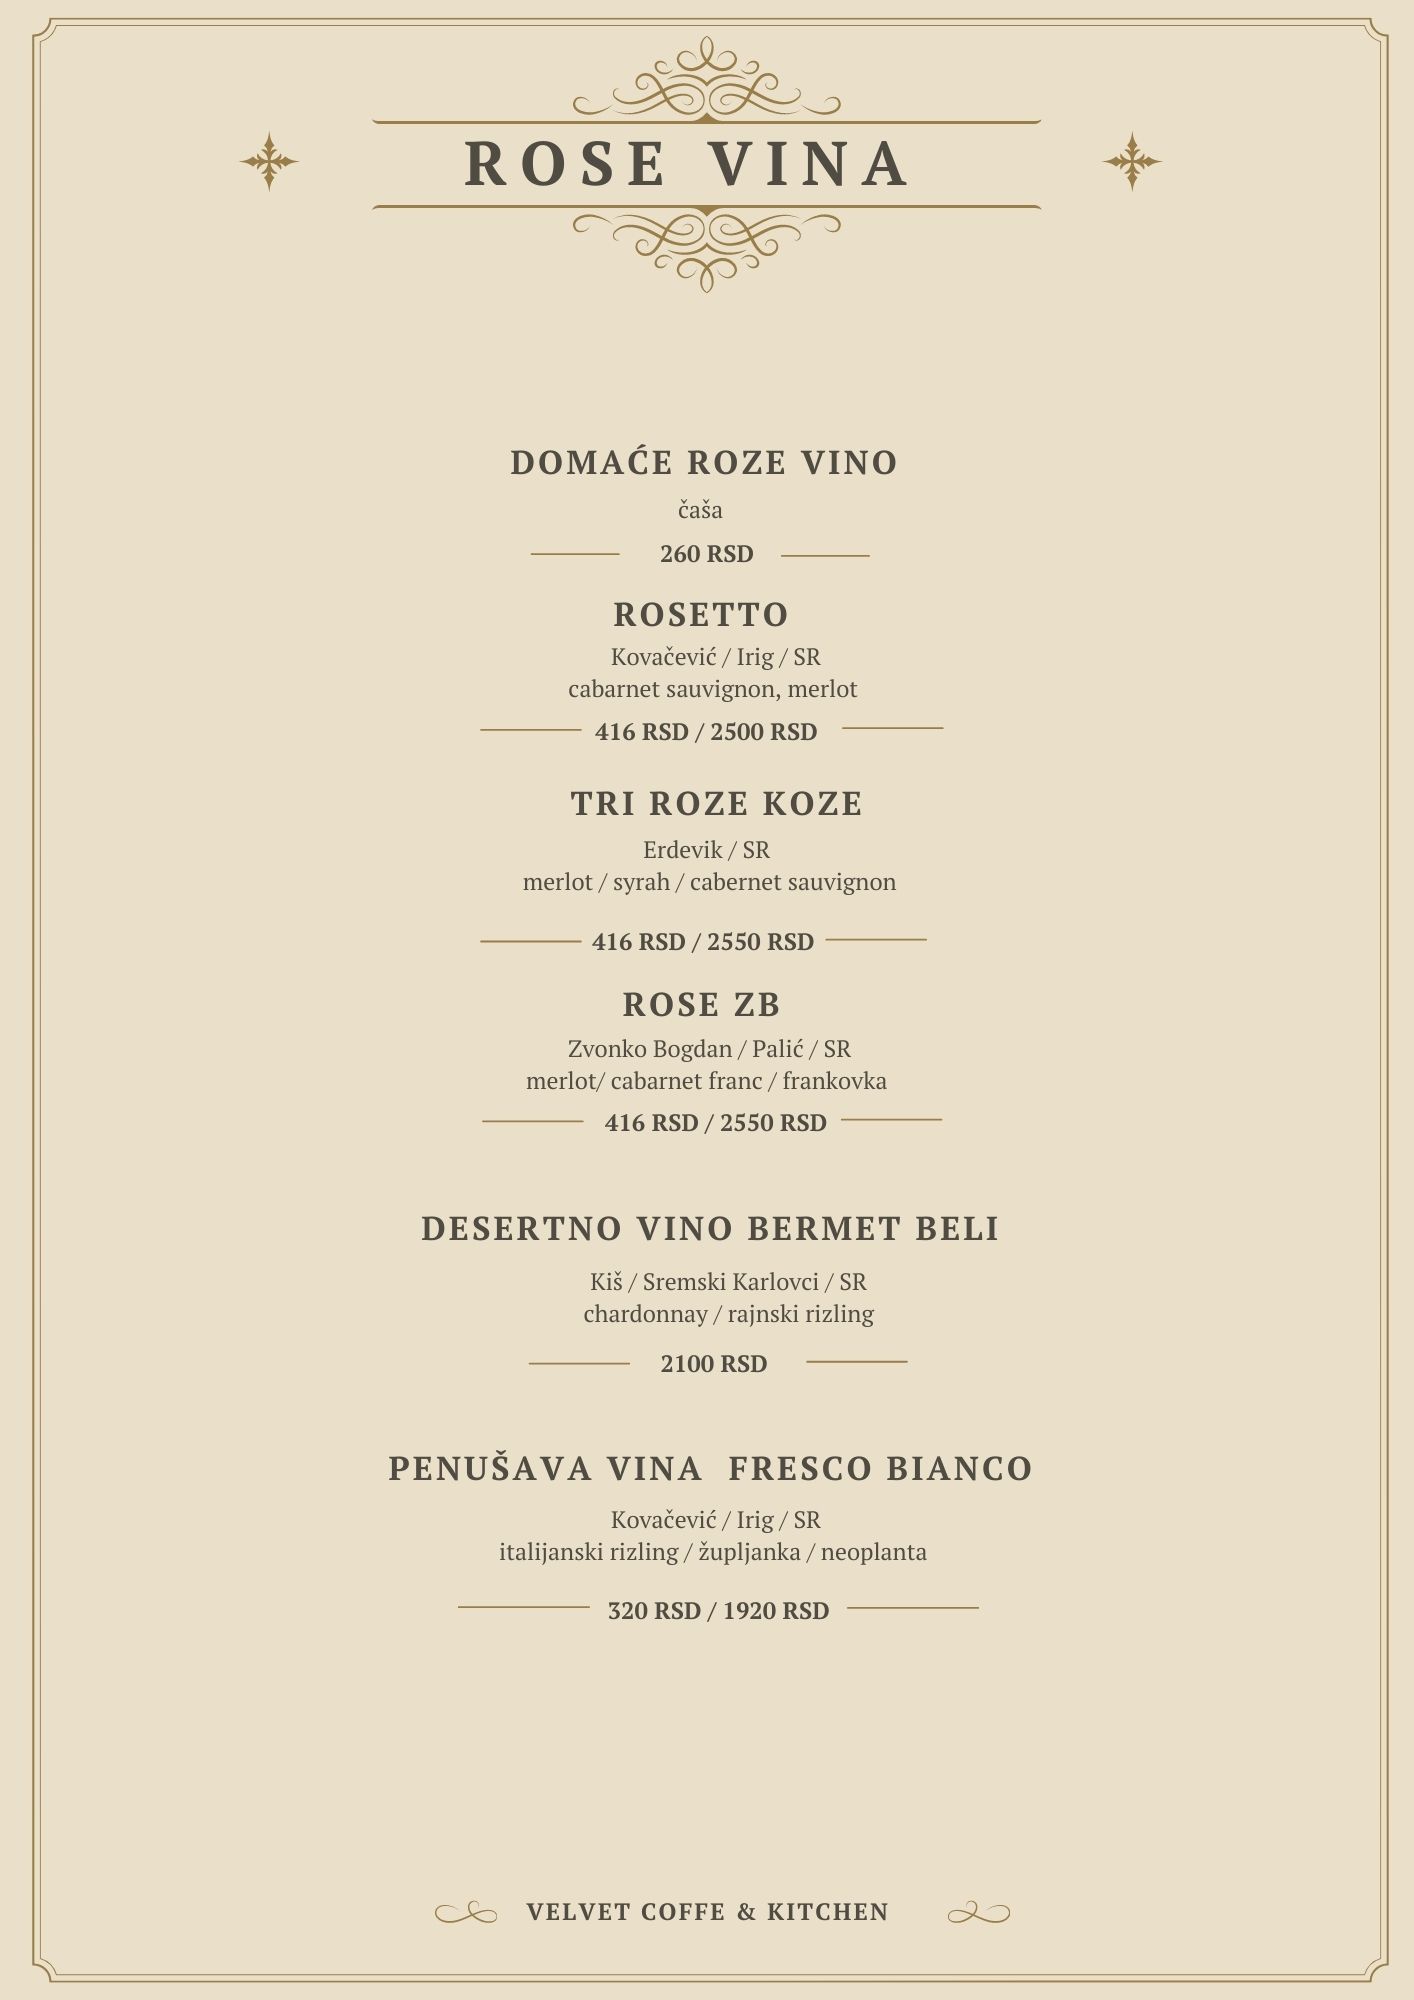 ROSE VINA
DOMAĆE ROZE VINO
čaša
260 RSD
ROSETTO
Kovačević / Irig / SR
cabarnet sauvignon, merlot
416 RSD / 2500 RSD
TRI ROZE KOZE
Erdevik / SR
merlot / syrah / cabernet sauvignon
416 RSD / 2550 RSD
ROSE ZB
Zvonko Bogdan / Palić / SR
merlot/ cabarnet franc / frankovka
416 RSD / 2550 RSD
DESERTNO VINO BERMET BELI
Kiš / Sremski Karlovci / SR
chardonnay / rajnski rizling
2100 RSD
PENUŠAVA VINA  FRESCO BIANCO
Kovačević / Irig / SR
italijanski rizling / župljanka / neoplanta
320 RSD / 1920 RSD
VELVET COFFE & KITCHEN